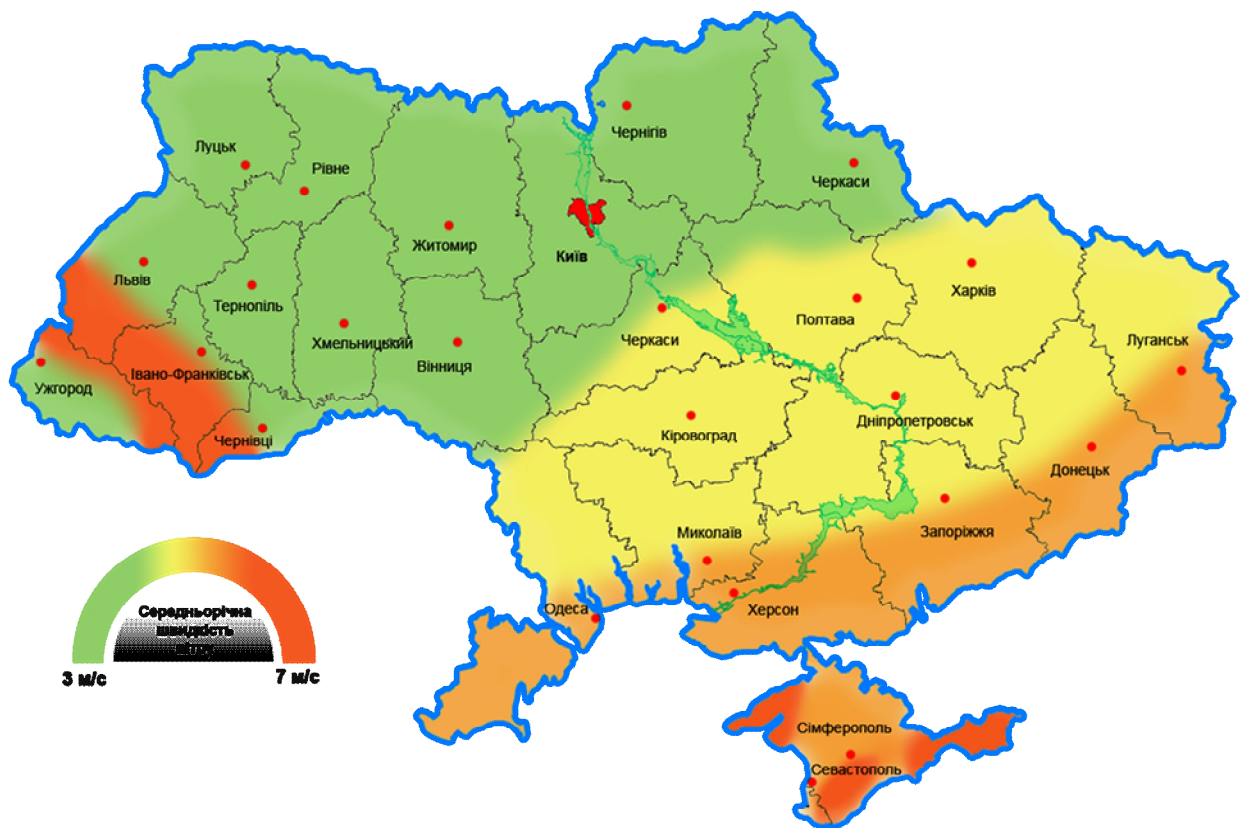 Чернігів
Луцьк
Рівне
Черкаси
Житомир
Київ
Львів
Тернопіль
Харків
Полтава
Черкаси
Хмельницький
Луганськ
Вінниця
Івано-Франківськ
Ужгород
Дніпропетровськ
Кіровоград
Чернівці
Донецьк
Миколаїв
Запоріжжя
Одеса
Херсон
Середньорічна
швидкість
вітру
3 м/с
7 м/с
Сімферополь
Севастополь